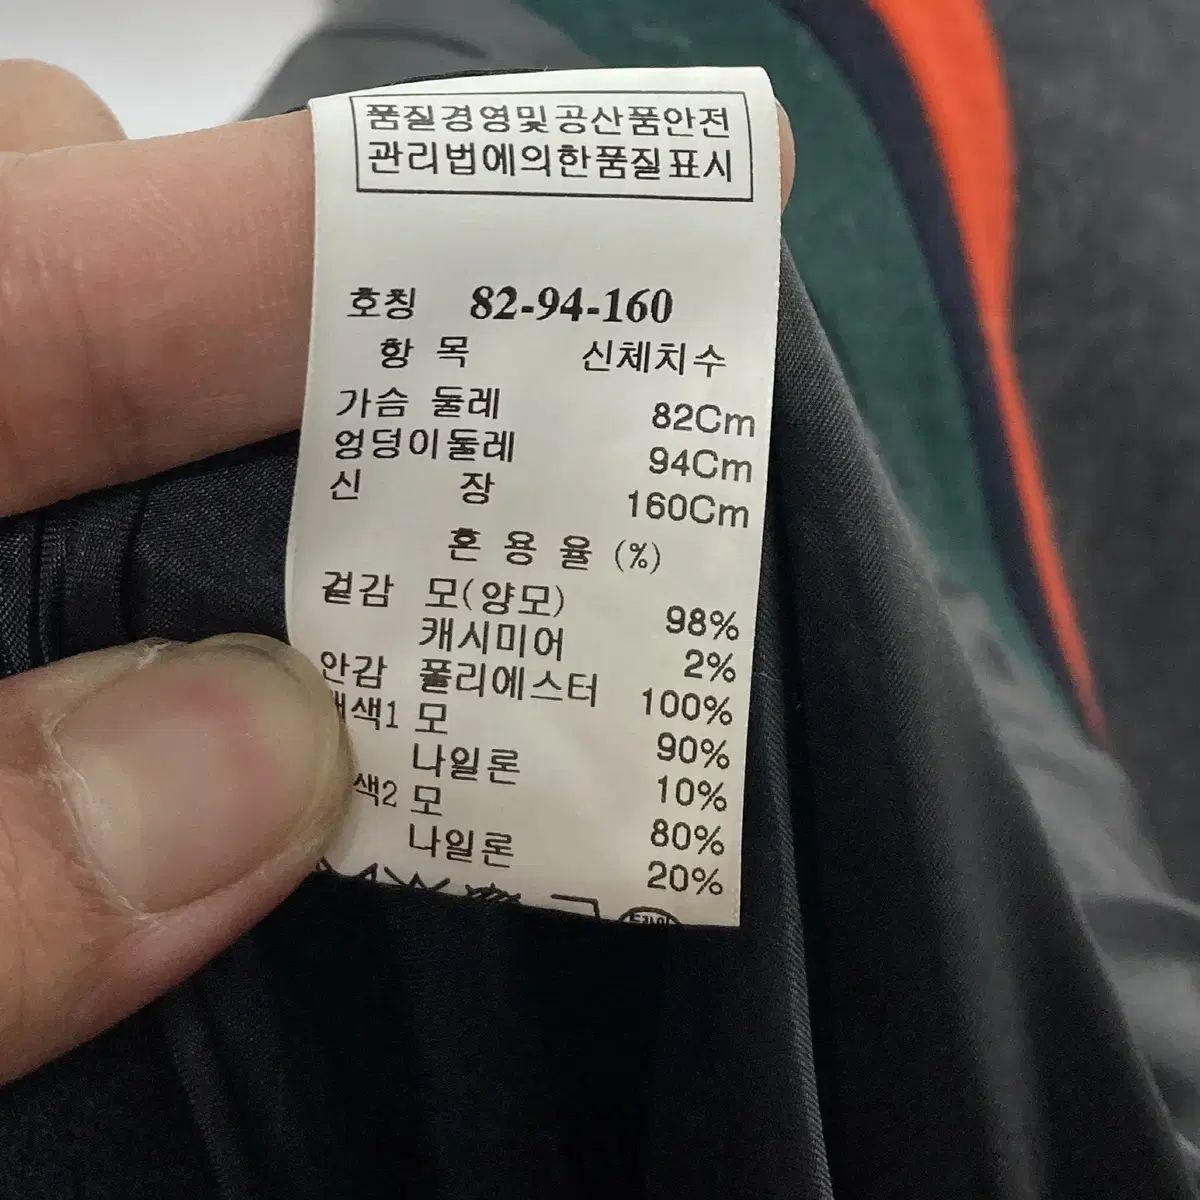 품질경영및공산품안전
관리법에의한품질표시
호칭 82-94-160
항 목 신체치수
가슴 둘레 82Cm
엉덩이둘레 94Cm
신 장 160Cm
혼 용 율 (%)
겉감 모(양모) 98%
캐시미어 2%
안감 폴리에스터 100%
배색1 모 90%
나일론 10%
색2 모 80%
나일론 20%